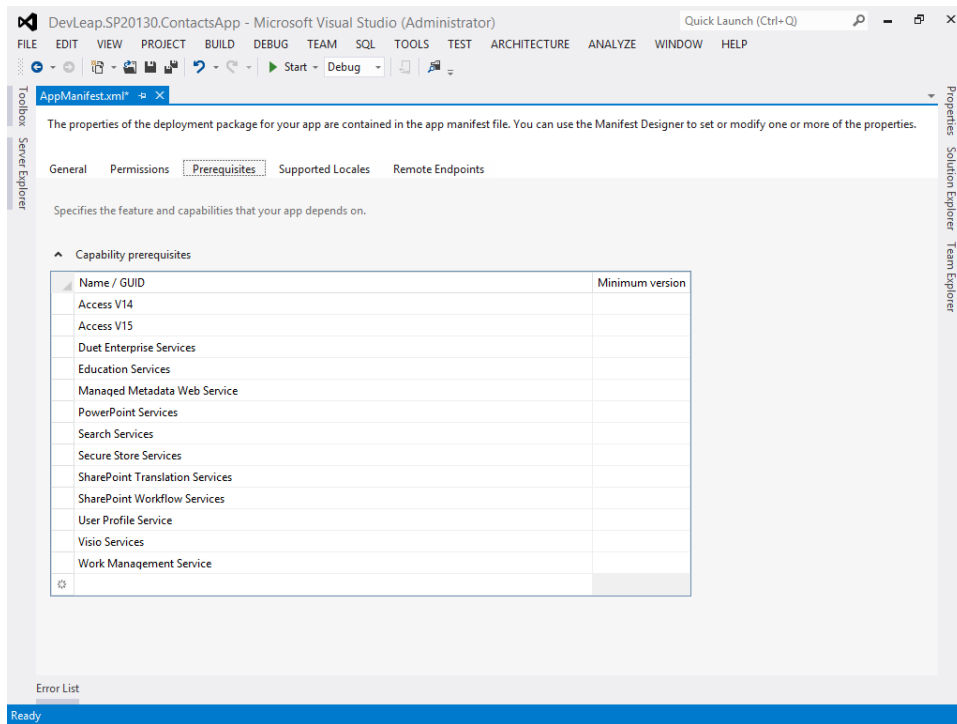 DevLeap.SP20130.ContactsApp - Microsoft Visual Studio (Administrator)
Quick Launch (Ctrl+Q)
FILE EDIT VIEW PROJECT BUILD DEBUG TEAM SQL TOOLS TEST ARCHITECTURE ANALYZE WINDOW HELP
Start Debug
Toolbox
Server Explorer
AppManifest.xml*
The properties of the deployment package for your app are contained in the app manifest file. You can use the Manifest Designer to set or modify one or more of the properties.
General Permissions Prerequisites Supported Locales Remote Endpoints
Specifies the feature and capabilities that your app depends on.
Capability prerequisites
Name / GUID Minimum version
Access V14
Access V15
Duet Enterprise Services
Education Services
Managed Metadata Web Service
PowerPoint Services
Search Services
Secure Store Services
SharePoint Translation Services
SharePoint Workflow Services
User Profile Service
Visio Services
Work Management Service
Properties
Solution Explorer
Team Explorer
Error List
Ready